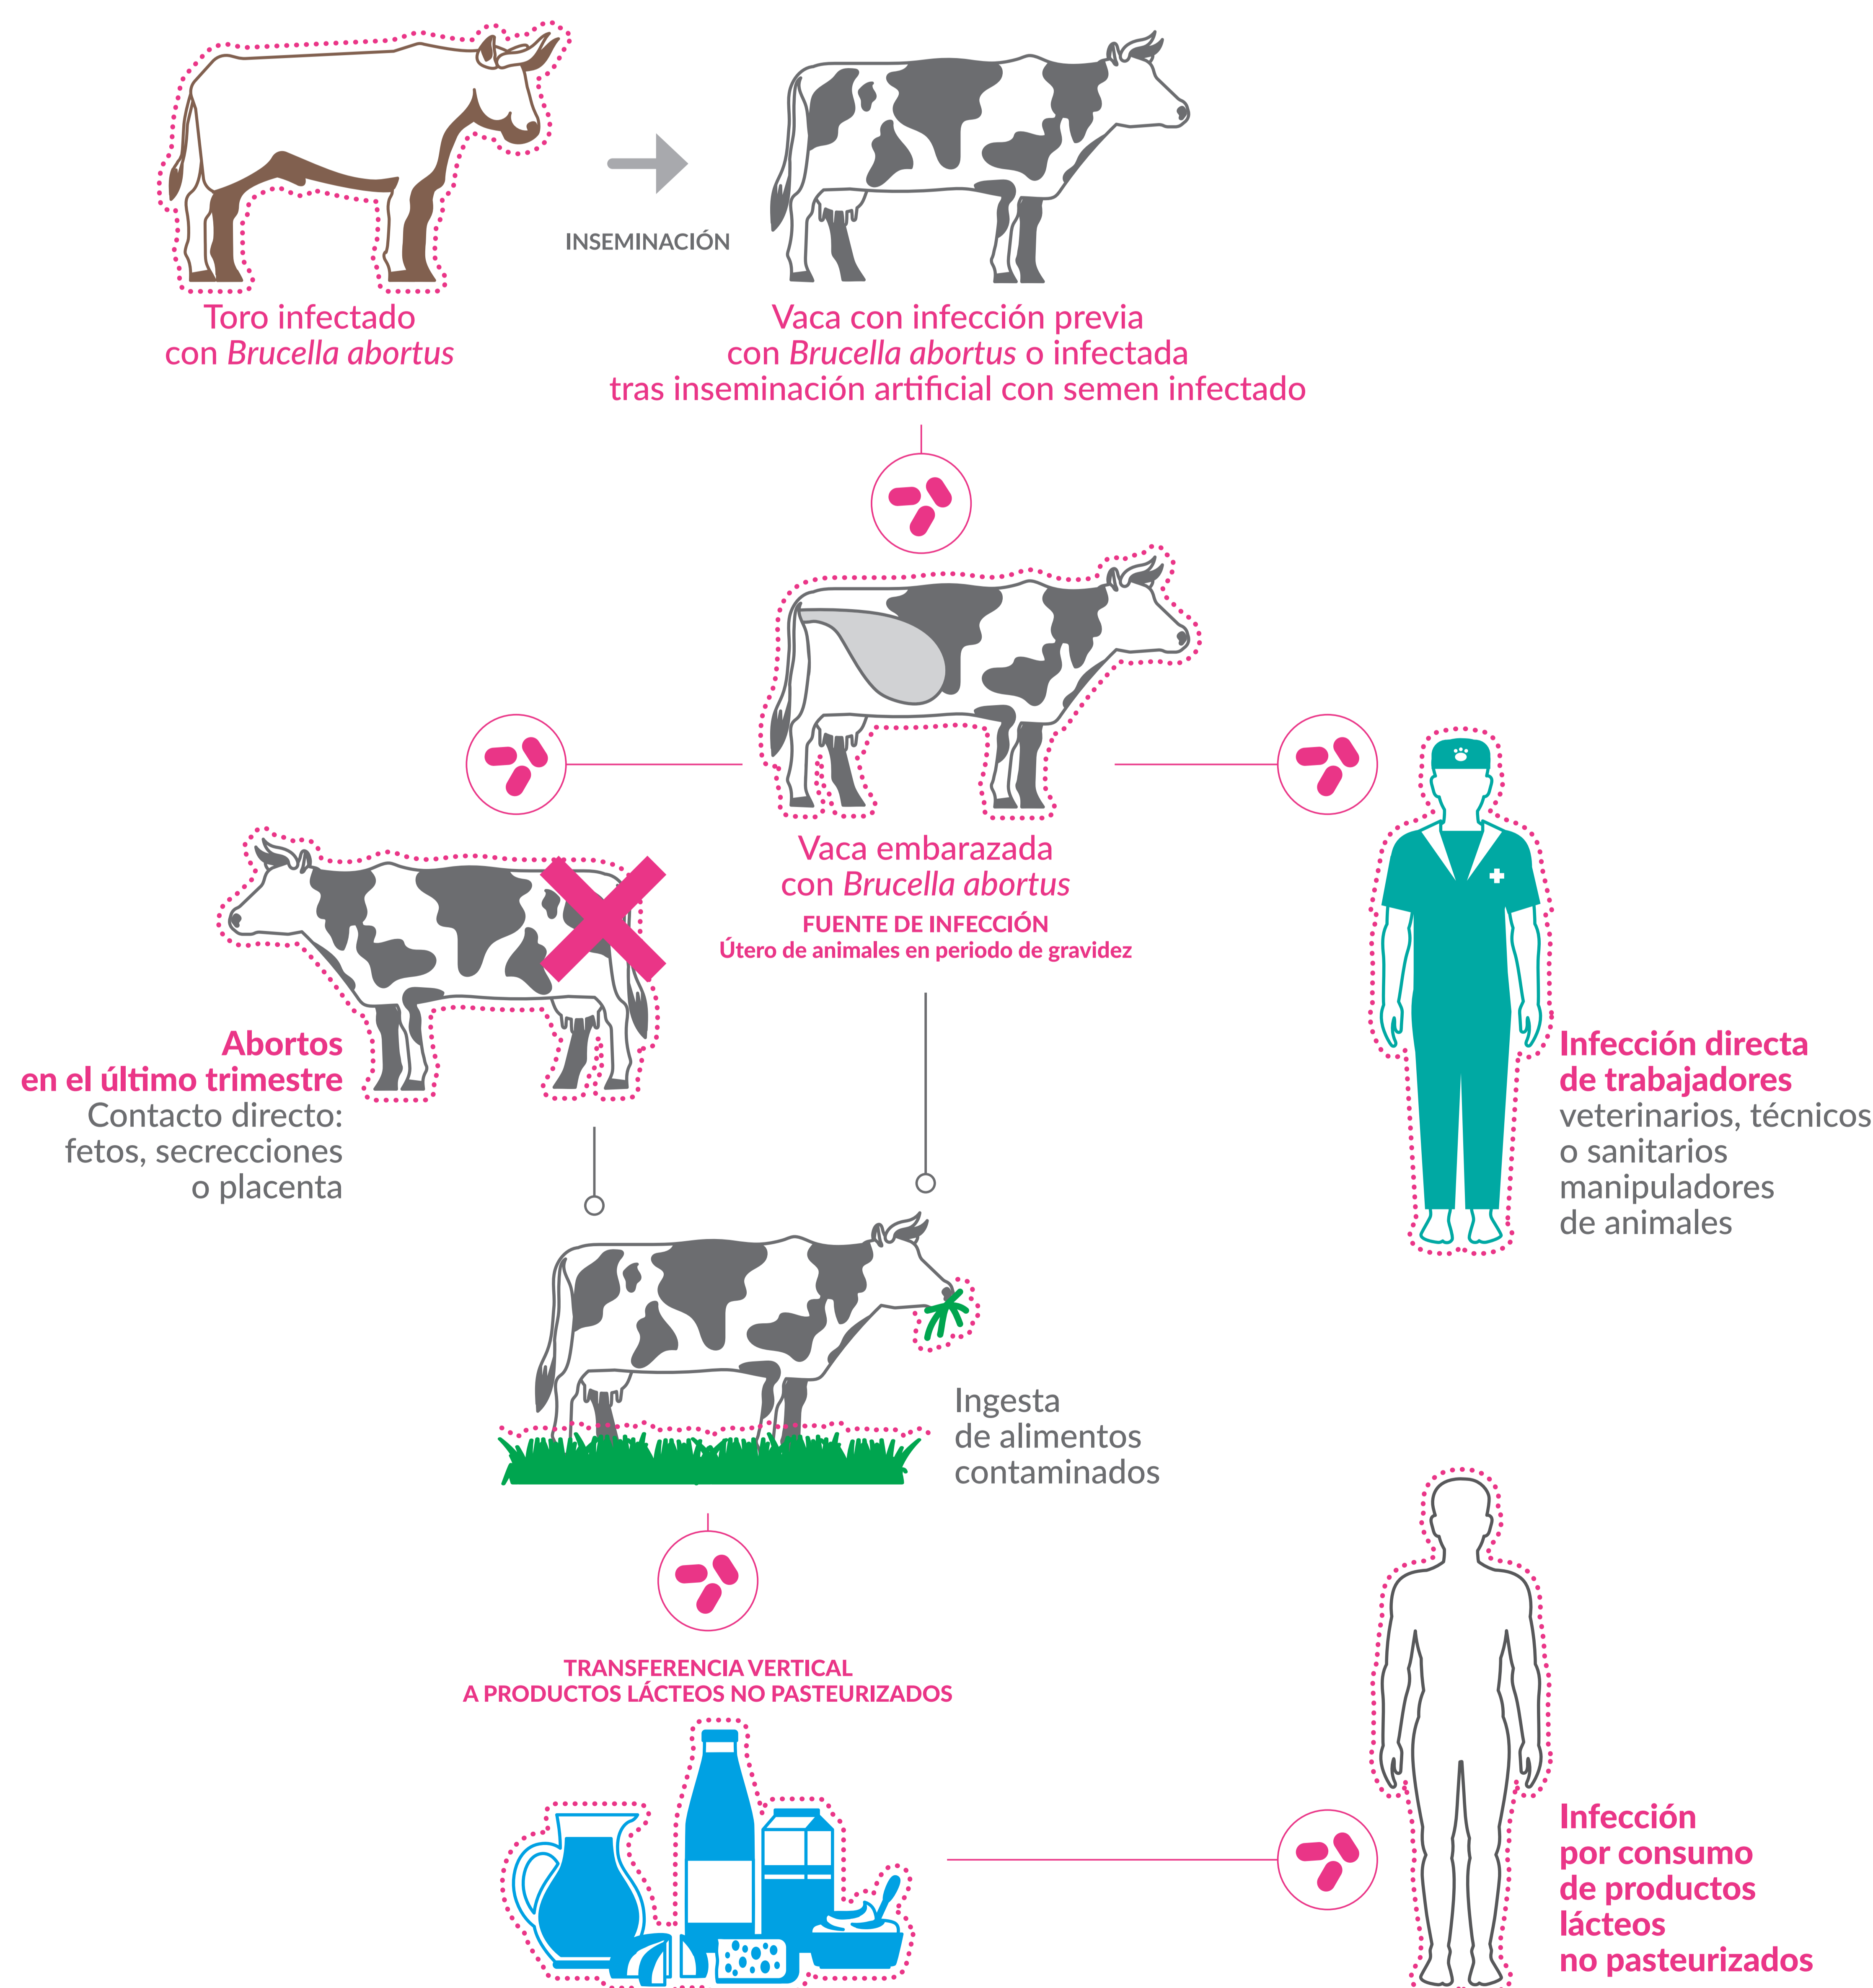 INSEMINACIÓN
Toro infectado
con Brucella abortus
Vaca con infección previa
con Brucella abortus o infectada
tras inseminación artificial con semen infectado
Vaca embarazada
con Brucella abortus
FUENTE DE INFECCIÓN
Útero de animales en periodo de gravidez
Abortos
en el último trimestre
Contacto directo:
fetos, secrecciones
o placenta
Infección directa
de trabajadores
veterinarios, técnicos
o sanitarios
manipuladores
de animales
Ingesta
de alimentos
contaminados
TRANSFERENCIA VERTICAL
A PRODUCTOS LÁCTEOS NO PASTEURIZADOS
Infección
por consumo
de productos
lácteos
no pasteurizados